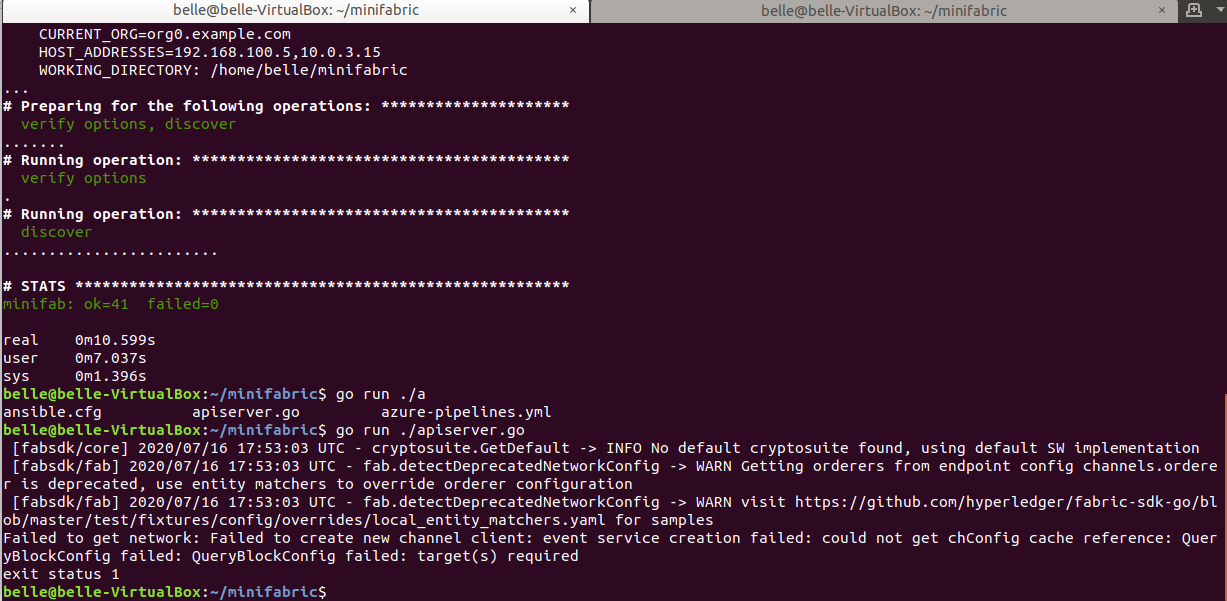 belle@belle-VirtualBox: ~/minifabric × belle@belle-VirtualBox: ~/minifabric ×
CURRENT_ORG=org0.example.com
HOST_ADDRESSES=192.168.100.5,10.0.3.15
WORKING_DIRECTORY: /home/belle/minifabric
...
# Preparing for the following operations: *********************
verify options, discover
.......
# Running operation: ******************************************
verify options
.
# Running operation: ******************************************
discover
........................
# STATS *******************************************************
minifab: ok=41  failed=0
real    0m10.599s
user    0m7.037s
sys     0m1.396s
belle@belle-VirtualBox:~/minifabric$ go run ./a
ansible.cfg          apiserver.go         azure-pipelines.yml
belle@belle-VirtualBox:~/minifabric$ go run ./apiserver.go
[fabsdk/core] 2020/07/16 17:53:03 UTC - cryptosuite.GetDefault -> INFO No default cryptosuite found, using default SW implementation
[fabsdk/fab] 2020/07/16 17:53:03 UTC - fab.detectDeprecatedNetworkConfig -> WARN Getting orderers from endpoint config channels.ordere
r is deprecated, use entity matchers to override orderer configuration
[fabsdk/fab] 2020/07/16 17:53:03 UTC - fab.detectDeprecatedNetworkConfig -> WARN visit https://github.com/hyperledger/fabric-sdk-go/bl
ob/master/test/fixtures/config/overrides/local_entity_matchers.yaml for samples
Failed to get network: Failed to create new channel client: event service creation failed: could not get chConfig cache reference: Quer
yBlockConfig failed: QueryBlockConfig failed: target(s) required
exit status 1
belle@belle-VirtualBox:~/minifabric$